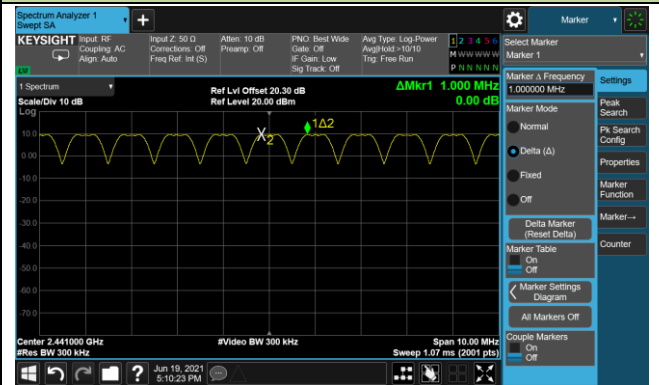 Spectrum Analyzer 1
Swept SA
Marker
KEYSIGHT
Input: RF
Coupling: AC
Align: Auto
Input Z: 50 Ω
Corrections: Off
Freq Ref: Int (S)
Atten: 10 dB
Preamp: Off
PNO: Best Wide
Gate: Off
IF Gain: Low
Sig Track: Off
Avg Type: Log-Power
Avg|Hold:>10/10
Trig: Free Run
1 2 3 4 5 6
M W W W W W
P N N N N N
Select Marker
Marker 1
1 Spectrum
Scale/Div 10 dB
Log
Ref Lvl Offset 20.30 dB
Ref Level 20.00 dBm
ΔMkr1 1.000 MHz
0.00 dB
10.0
0.00
-10.0
-20.0
-30.0
-40.0
-50.0
-60.0
-70.0
X2
1Δ2
Center 2.441000 GHz
#Res BW 300 kHz
#Video BW 300 kHz
Span 10.00 MHz
Sweep 1.07 ms (2001 pts)
Marker Δ Frequency
1.000000 MHz
Marker Mode
Normal
Delta (Δ)
Fixed
Off
Delta Marker
(Reset Delta)
Marker Table
On
Off
Marker Settings
Diagram
All Markers Off
Couple Markers
On
Off
Settings
Peak
Search
Pk Search
Config
Properties
Marker
Function
Marker→
Counter
?
Jun 19, 2021
5:10:23 PM